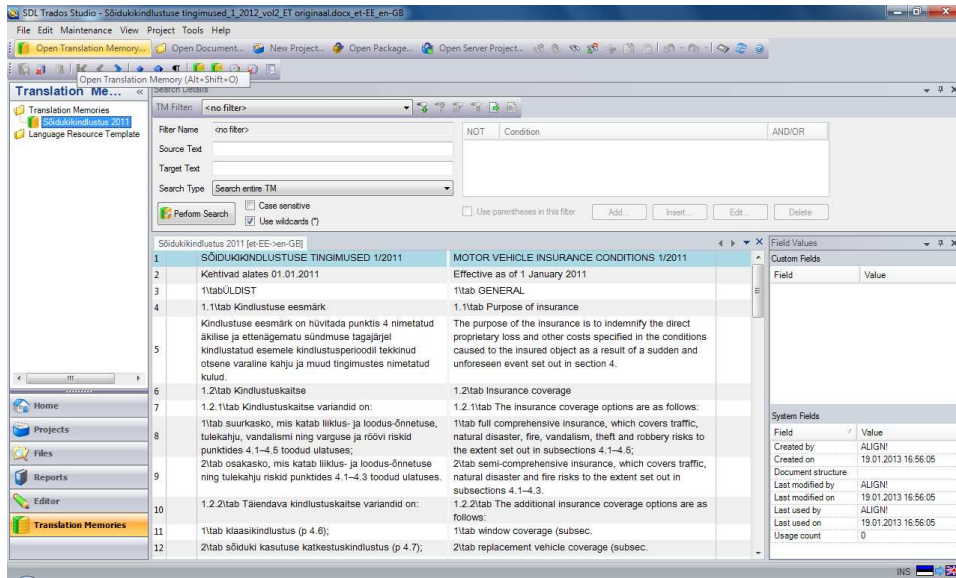 SDL Trados Studio - Sõidukikindlustuse tingimused_1_2012_vol2_ET originaal.docx_et-EE_en-GB
File Edit Maintenance View Project Tools Help
Open Translation Memory... Open Document... New Project... Open Package... Open Server Project...
Open Translation Memory (Alt+Shift+O)
Translation Me... «
Translation Memories
Sõidukikindlustus 2011
Language Resource Template
Home
Projects
Files
Reports
Editor
Translation Memories
Search Details
TM Filter: <no filter>
Filter Name <no filter>
Source Text
Target Text
Search Type Search entire TM
Perform Search
Case sensitive
Use wildcards (*)
NOT Condition AND/OR
Use parentheses in this filter Add... Insert... Edit... Delete
Sõidukikindlustus 2011 [et-EE->en-GB]
1 SÕIDUKIKINDLUSTUSE TINGIMUSED 1/2011 MOTOR VEHICLE INSURANCE CONDITIONS 1/2011
2 Kehtivad alates 01.01.2011 Effective as of 1 January 2011
3 1\tabÜLDIST 1\tab GENERAL
4 1.1\tab Kindlustuse eesmärk 1.1\tab Purpose of insurance
5 Kindlustuse eesmärk on hüvitada punktis 4 nimetatud
äkilise ja ettenägematu sündmuse tagajärjel
kindlustatud esemele kindlustusperioodil tekkinud
otsene varaline kahju ja muud tingimustes nimetatud
kulud.
The purpose of the insurance is to indemnify the direct
proprietary loss and other costs specified in the conditions
caused to the insured object as a result of a sudden and
unforeseen event set out in section 4.
6 1.2\tab Kindlustuskaitse 1.2\tab Insurance coverage
7 1.2.1\tab Kindlustuskaitse variandid on: 1.2.1\tab The insurance coverage options are as follows:
8 1\tab suurkasko, mis katab liiklus- ja loodus-õnnetuse,
tulekahju, vandalismi ning varguse ja röövi riskid
punktides 4.1–4.5 toodud ulatuses;
1\tab full comprehensive insurance, which covers traffic,
natural disaster, fire, vandalism, theft and robbery risks to
the extent set out in subsections 4.1–4.5;
9 2\tab osakasko, mis katab liiklus- ja loodus-õnnetuse
ning tulekahju riskid punktides 4.1–4.3 toodud ulatuses.
2\tab semi-comprehensive insurance, which covers traffic,
natural disaster and fire risks to the extent set out in
subsections 4.1–4.3.
10 1.2.2\tab Täiendava kindlustuskaitse variandid on:
1.2.2\tab The additional insurance coverage options are as
follows:
11 1\tab klaasikindlustus (p 4.6); 1\tab window coverage (subsec.
12 2\tab sõiduki kasutuse katkestuskindlustus (p 4.7); 2\tab replacement vehicle coverage (subsec.
Field Values
Custom Fields
Field Value
System Fields
Field Value
Created by ALIGN!
Created on 19.01.2013 16:56:05
Document structure
Last modified by ALIGN!
Last modified on 19.01.2013 16:56:05
Last used by ALIGN!
Last used on 19.01.2013 16:56:05
Usage count 0
INS